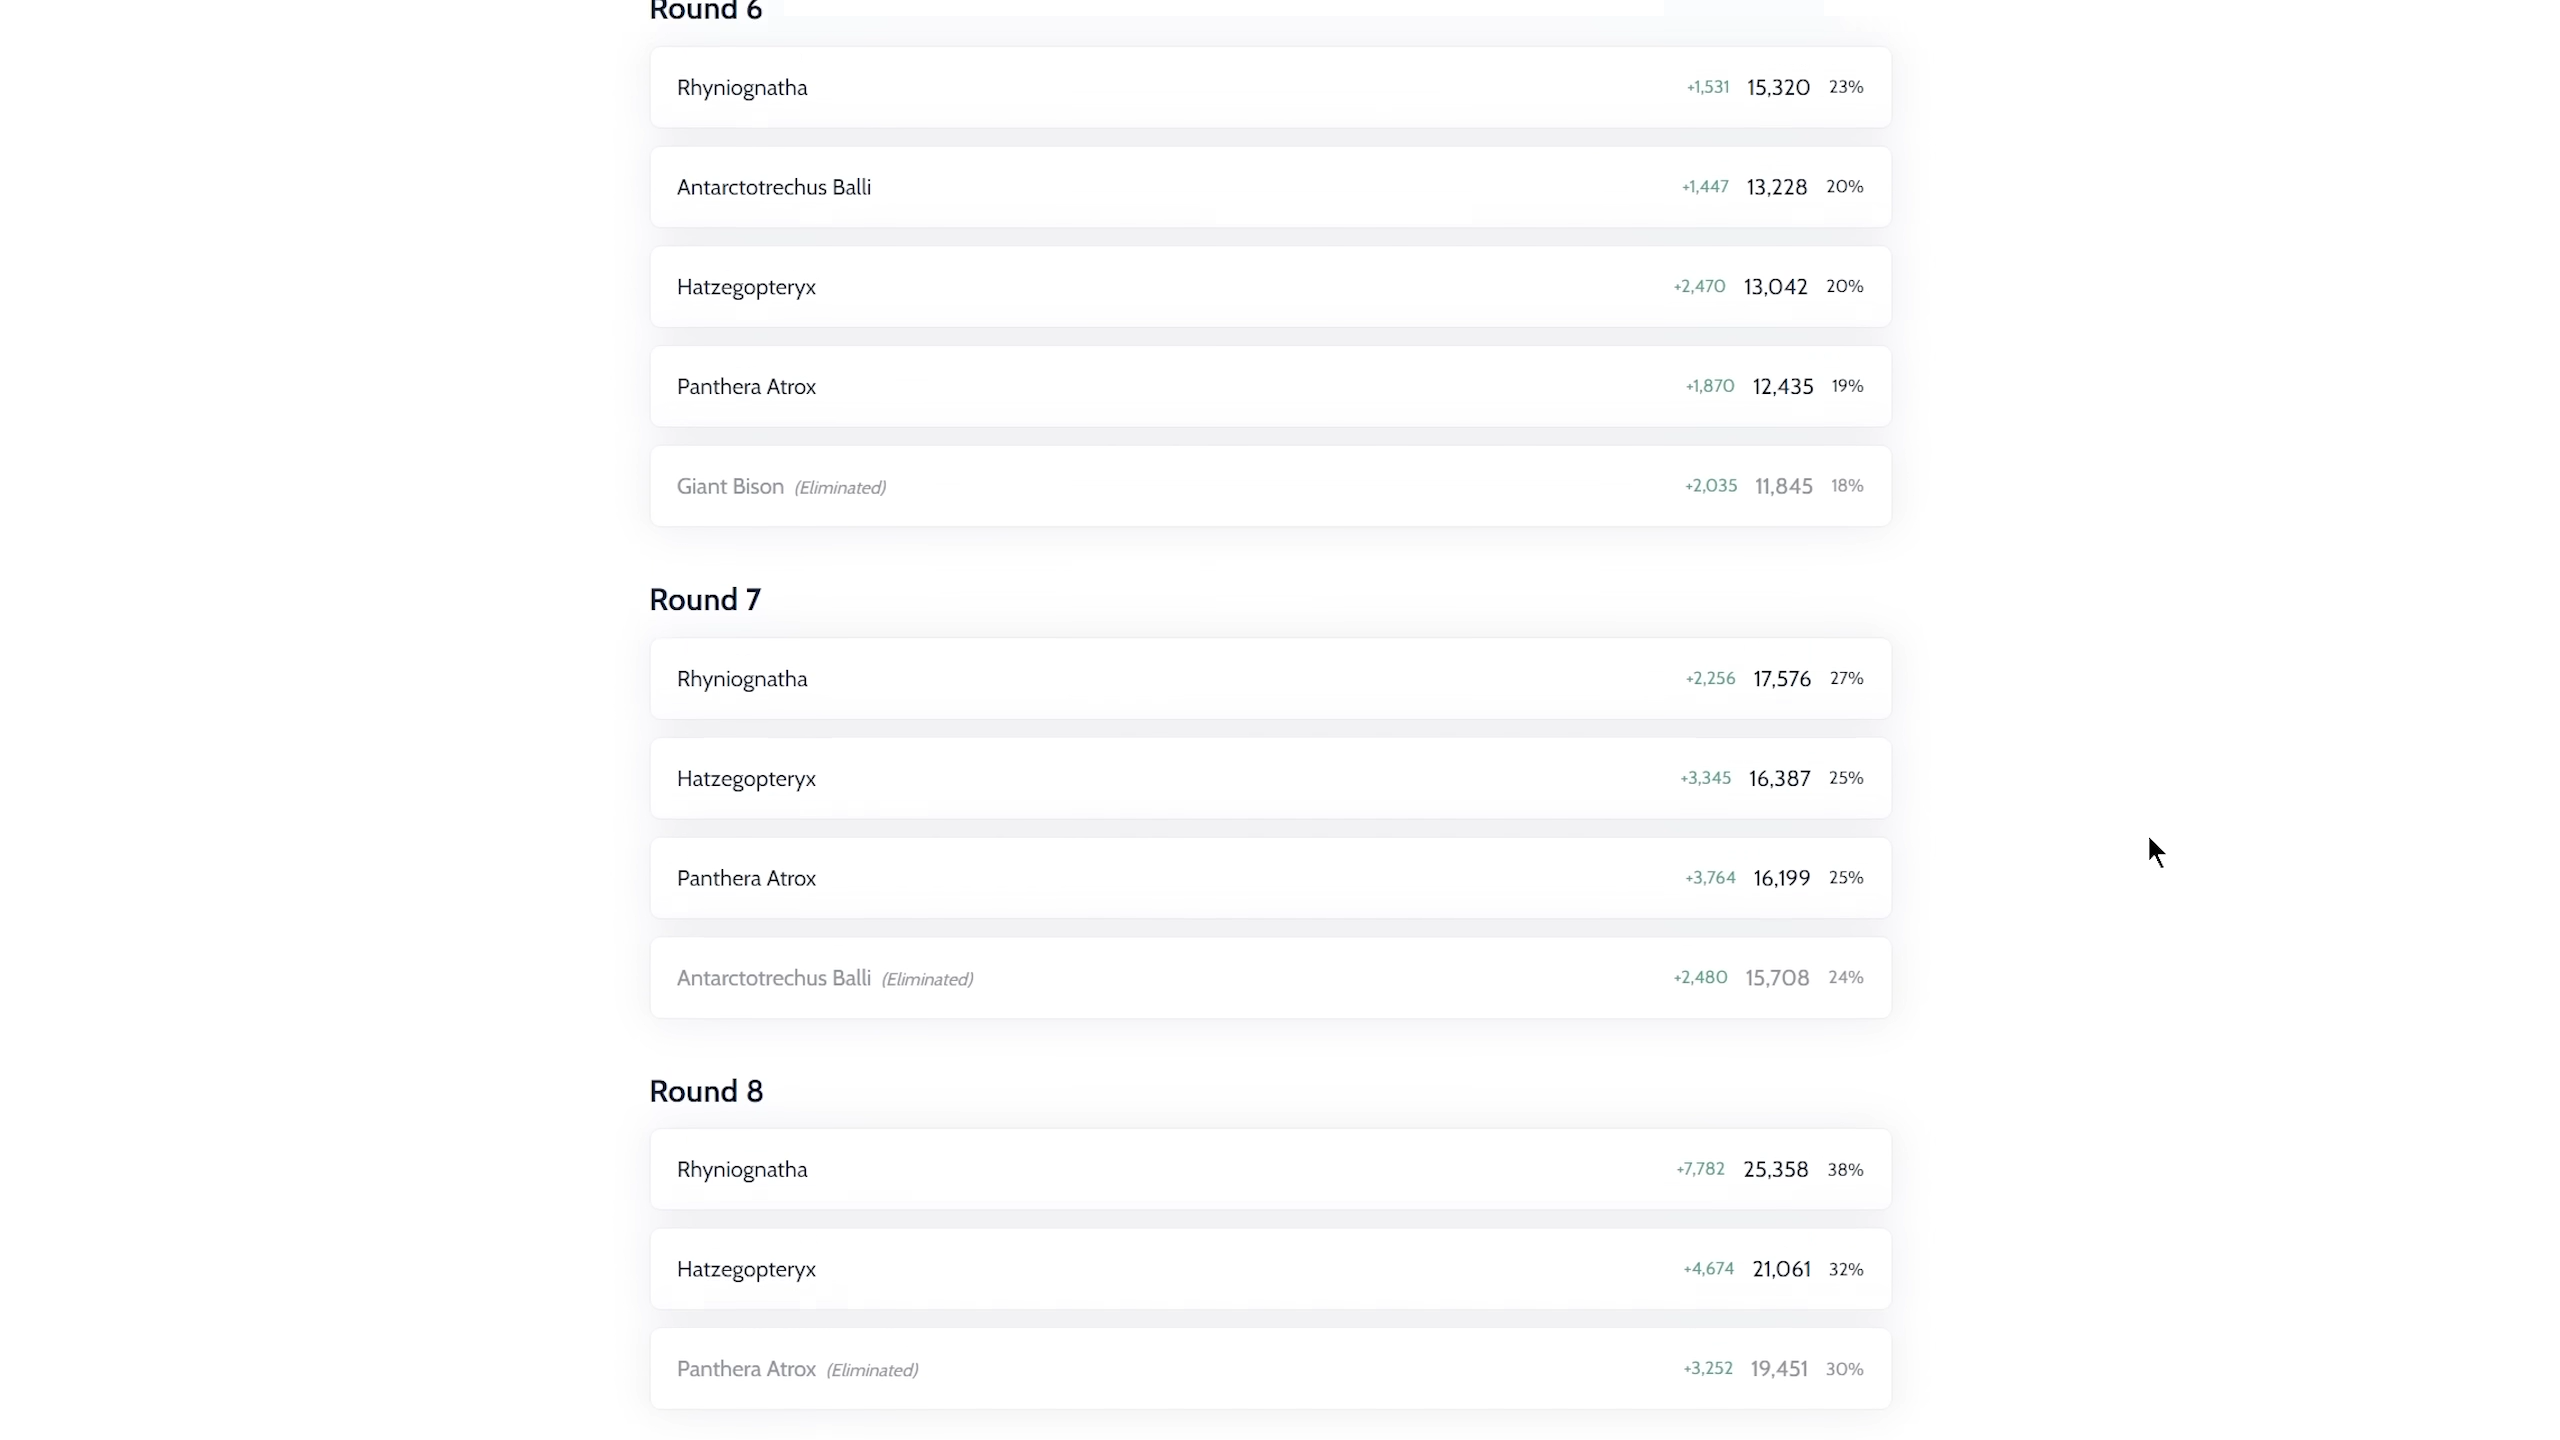 Round 6
Rhyniognatha +1,531 15,320 23%
Antarctotrechus Balli +1,447 13,228 20%
Hatzegopteryx +2,470 13,042 20%
Panthera Atrox +1,870 12,435 19%
Giant Bison (Eliminated) +2,035 11,845 18%
Round 7
Rhyniognatha +2,256 17,576 27%
Hatzegopteryx +3,345 16,387 25%
Panthera Atrox +3,764 16,199 25%
Antarctotrechus Balli (Eliminated) +2,480 15,708 24%
Round 8
Rhyniognatha +7,782 25,358 38%
Hatzegopteryx +4,674 21,061 32%
Panthera Atrox (Eliminated) +3,252 19,451 30%